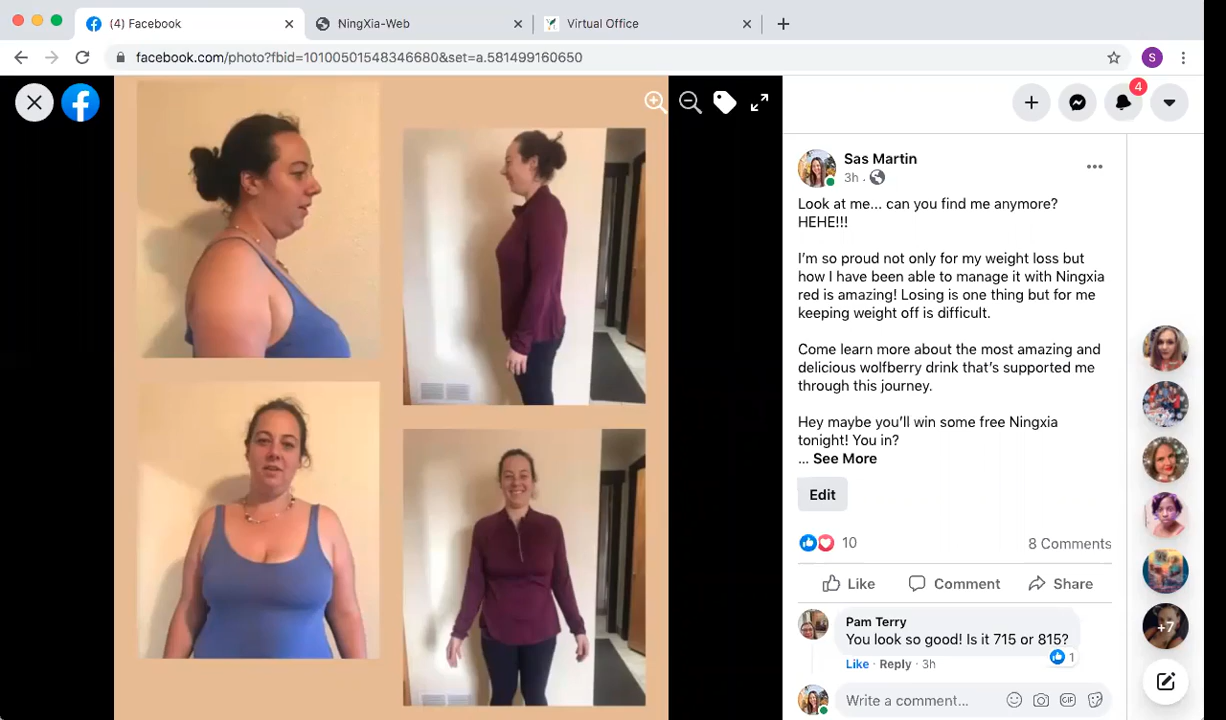 (4) Facebook
NingXia-Web
Virtual Office
facebook.com/photo?fbid=10100501548346680&set=a.581499160650
S
4
Sas Martin
3h ·
Look at me... can you find me anymore?
HEHE!!!
I'm so proud not only for my weight loss but
how I have been able to manage it with Ningxia
red is amazing! Losing is one thing but for me
keeping weight off is difficult.
Come learn more about the most amazing and
delicious wolfberry drink that's supported me
through this journey.
Hey maybe you'll win some free Ningxia
tonight! You in?
... See More
Edit
10
8 Comments
Like
Comment
Share
Pam Terry
You look so good! Is it 715 or 815?
1
Like · Reply · 3h
Write a comment...
GIF
+7